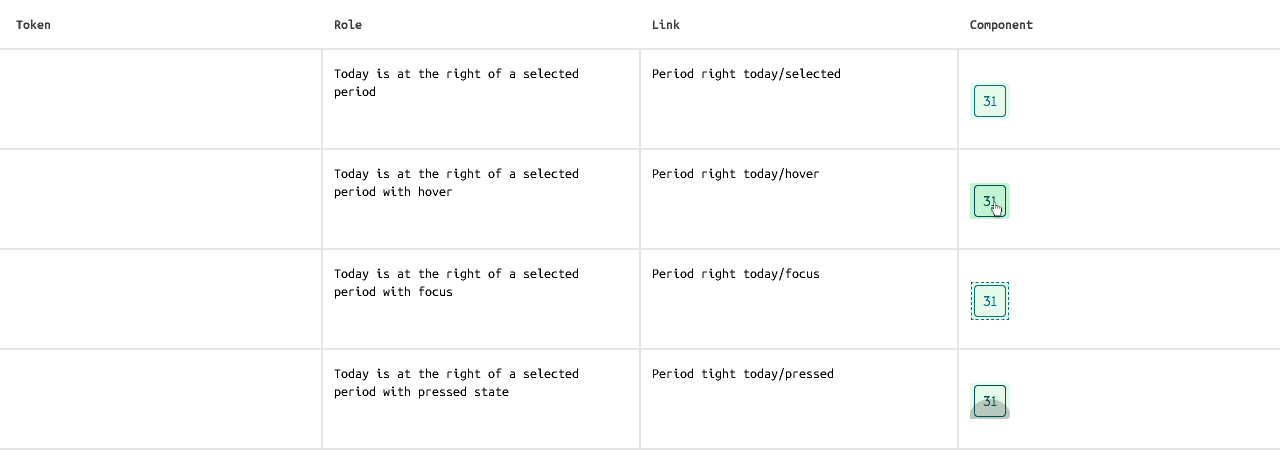 Token Role Link Component
Today is at the right of a selected
period
Period right today/selected
31
Today is at the right of a selected
period with hover
Period right today/hover
31
Today is at the right of a selected
period with focus
Period right today/focus
31
Today is at the right of a selected
period with pressed state
Period tight today/pressed
31